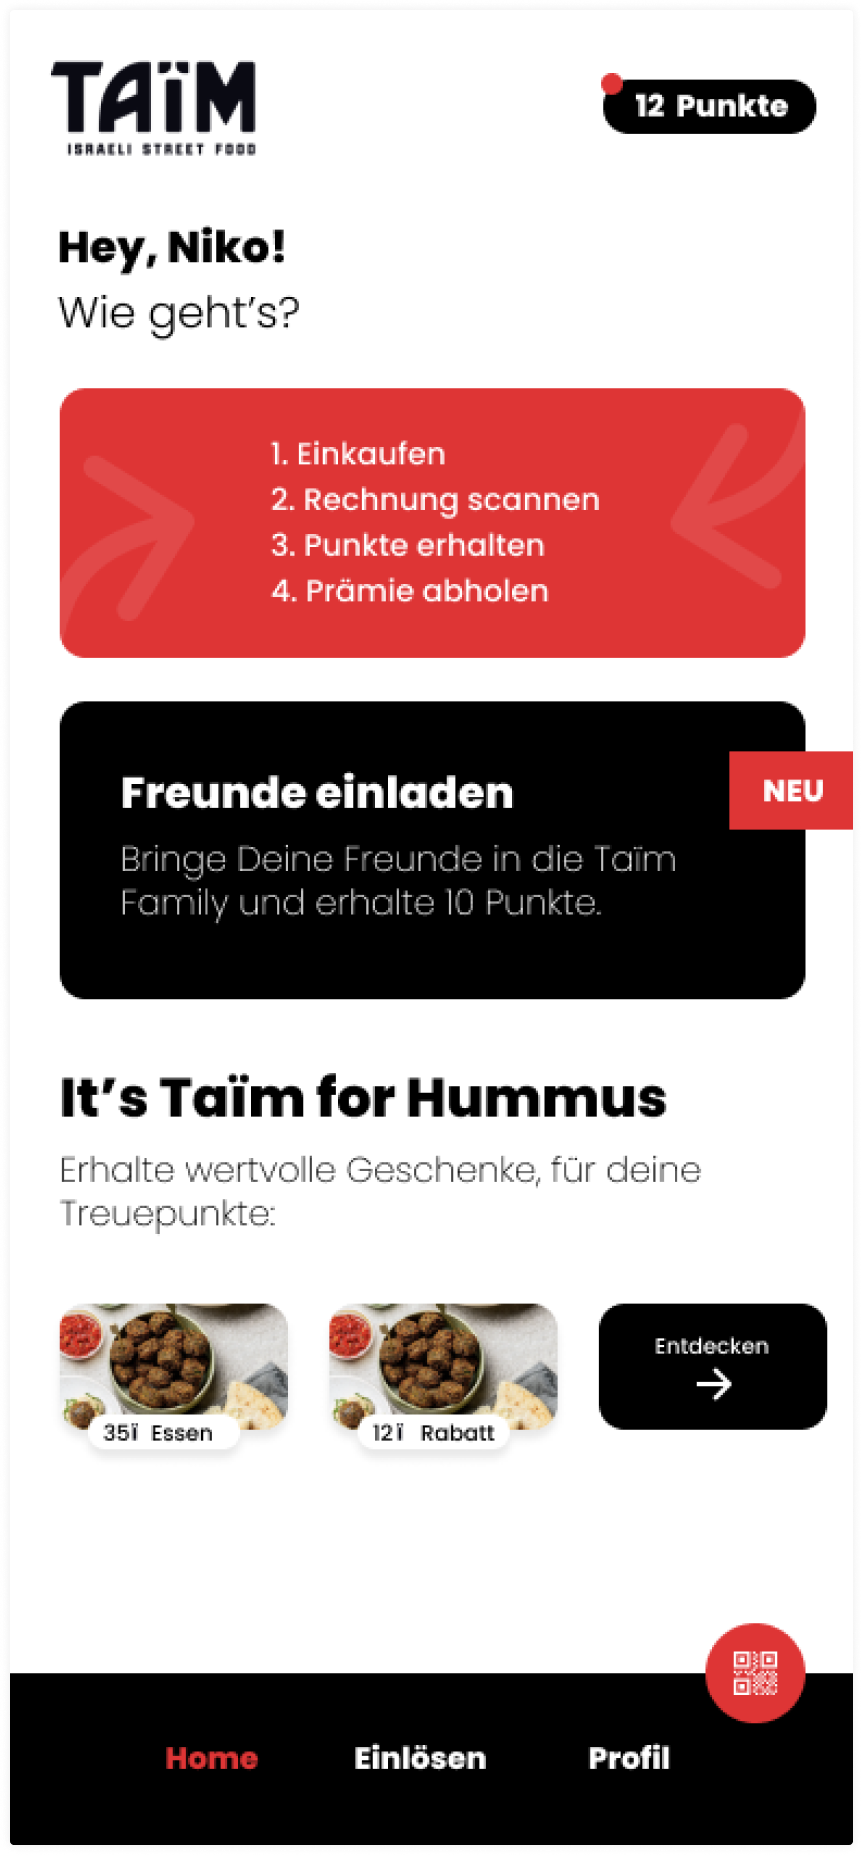 TAÏM
ISRAELI STREET FOOD
12 Punkte
Hey, Niko!
Wie geht’s?
1. Einkaufen
2. Rechnung scannen
3. Punkte erhalten
4. Prämie abholen
Freunde einladen
NEU
Bringe Deine Freunde in die Taïm
Family und erhalte 10 Punkte.
It’s Taïm for Hummus
Erhalte wertvolle Geschenke, für deine
Treuepunkte:
35ï Essen
12ï Rabatt
Entdecken
Home
Einlösen
Profil